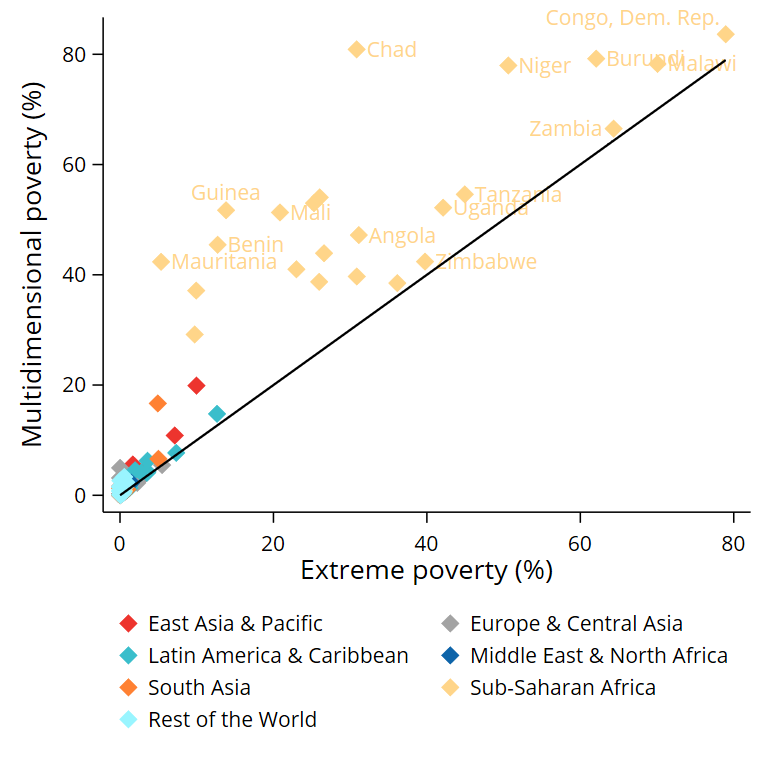 Congo, Dem. Rep.
Chad
Niger
Burundi
Malawi
Zambia
Guinea
Tanzania
Uganda
Mali
Angola
Benin
Mauritania
Zimbabwe
Multidimensional poverty (%)
80
60
40
20
0
0 20 40 60 80
Extreme poverty (%)
East Asia & Pacific
Europe & Central Asia
Latin America & Caribbean
Middle East & North Africa
South Asia
Sub-Saharan Africa
Rest of the World